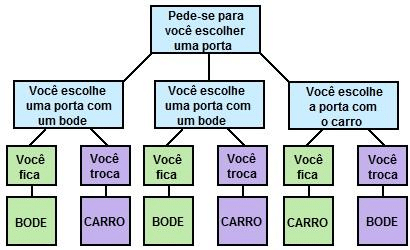 Pede-se para
você escolher
uma porta
Você escolhe
uma porta com
um bode
Você escolhe
uma porta com
um bode
Você escolhe
a porta com
o carro
Você
fica
Você
troca
Você
fica
Você
troca
Você
fica
Você
troca
BODE
CARRO
BODE
CARRO
CARRO
BODE